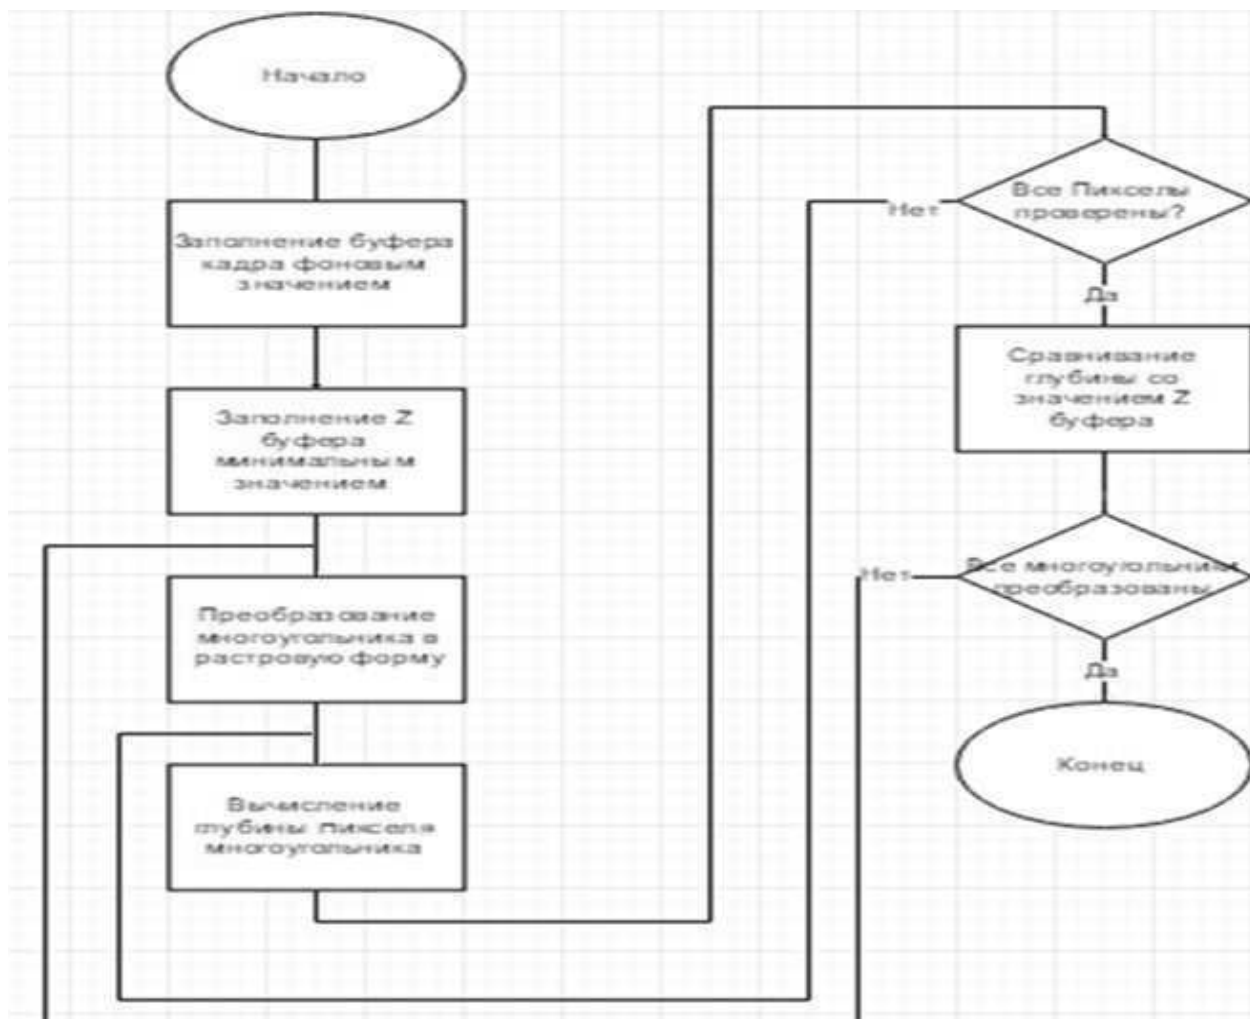 Начало
Заполнение буфера
кадра фоновым
значением
Заполнение Z
буфера
минимальным
значением
Преобразование
многоугольника в
растровую форму
Вычисление
глубины Пикселя
многоугольника
Все Пикселы
проверены?
Нет
Да
Сравнивание
глубины со
значением Z
буфера
Все многоугольники
преобразованы
Нет
Да
Конец